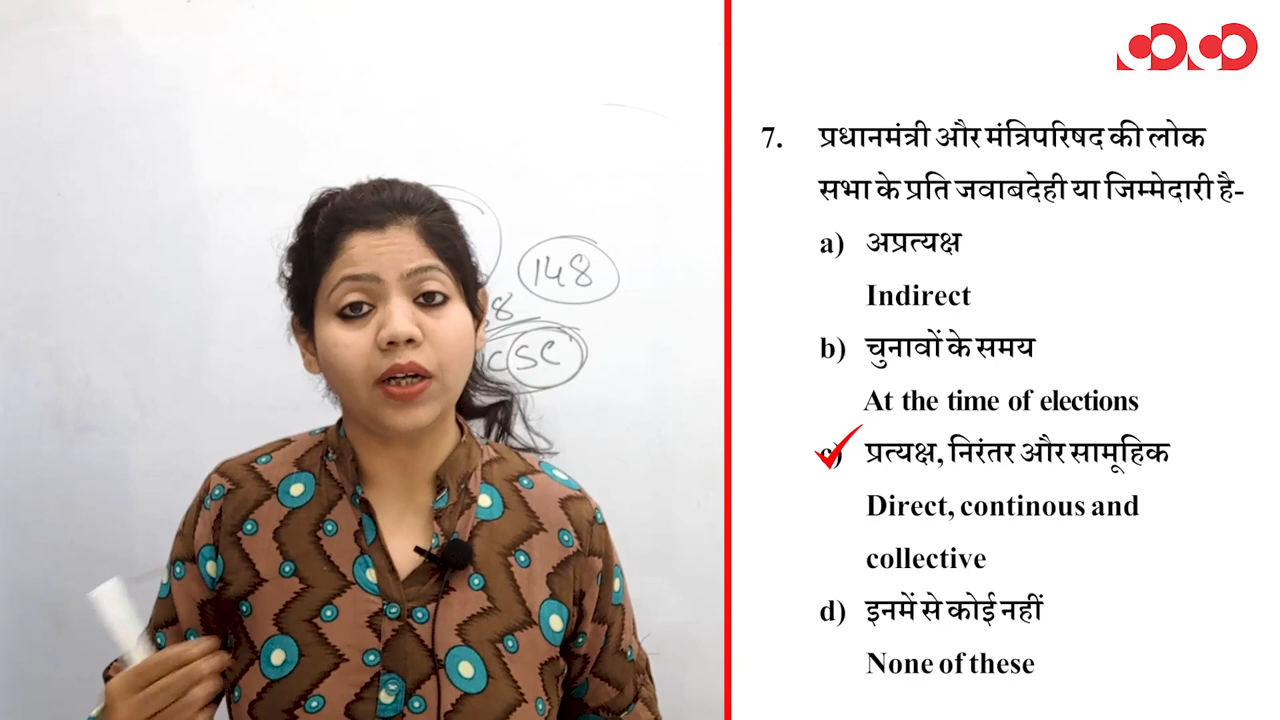 148
8
SC
7. प्रधानमंत्री और मंत्रिपरिषद की लोक
सभा के प्रति जवाबदेही या जिम्मेदारी है-
a) अप्रत्यक्ष
Indirect
b) चुनावों के समय
At the time of elections
c) प्रत्यक्ष, निरंतर और सामूहिक
Direct, continous and
collective
d) इनमें से कोई नहीं
None of these